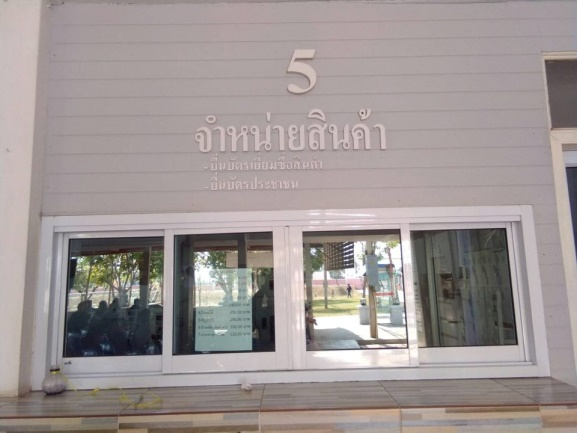 5
จำหน่ายสินค้า
-ยื่นบัตรเยี่ยมซื้อสินค้า
-ยื่นบัตรประชาชน